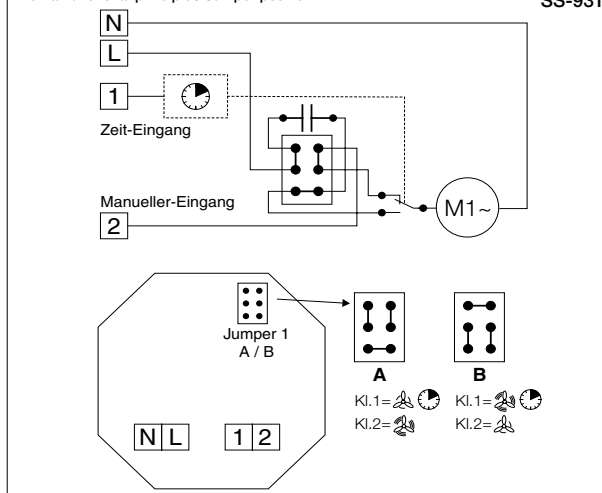 SS-931
N
L
1
Zeit-Eingang
Manueller-Eingang
2
M1~
Jumper 1
A / B
N L 1 2
A B
Kl.1= Kl.1=
Kl.2= Kl.2=